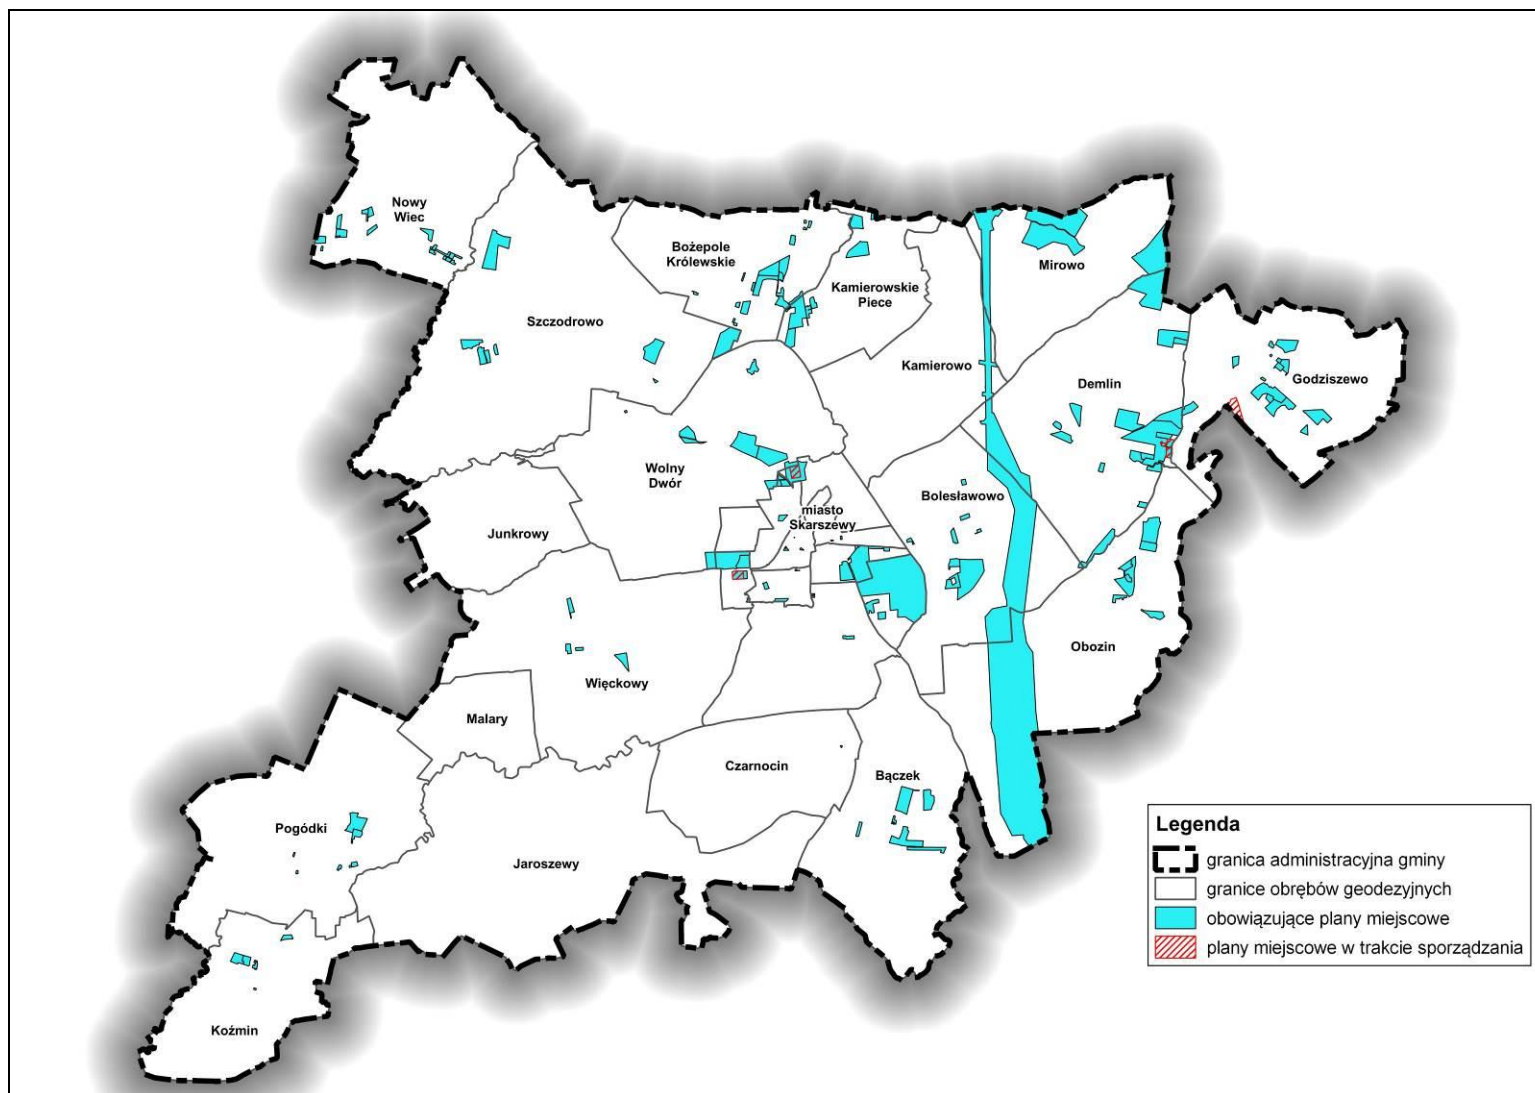 Nowy
Wiec
Bożepole
Królewskie
Mirowo
Kamierowskie
Piece
Szczodrowo
Kamierowo
Demlin
Godziszewo
Wolny
Dwór
Bolesławowo
miasto
Skarszewy
Junkrowy
Obozin
Więckowy
Malary
Czarnocin
Bączek
Pogódki
Jaroszewy
Koźmin
Legenda
granica administracyjna gminy
granice obrębów geodezyjnych
obowiązujące plany miejscowe
plany miejscowe w trakcie sporządzania